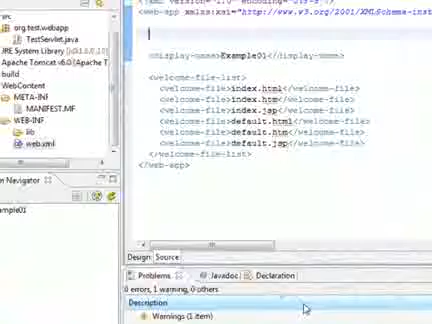 src
org.test.webapp
TestServlet.java
JRE System Library
Apache Tomcat v6.0 [Apache T
build
WebContent
META-INF
MANIFEST.MF
WEB-INF
lib
web.xml
n Navigator
ample01
<web-app xmlns:xsi="http://www.w3.org/2001/XMLSchema-inst
<display-name>Example01</display-name>
<welcome-file-list>
<welcome-file>index.html</welcome-file>
<welcome-file>index.htm</welcome-file>
<welcome-file>index.jsp</welcome-file>
<welcome-file>default.html</welcome-file>
<welcome-file>default.htm</welcome-file>
<welcome-file>default.jsp</welcome-file>
</welcome-file-list>
</web-app>
Design Source
Problems Javadoc Declaration
0 errors, 1 warning, 0 others
Description
Warnings (1 item)